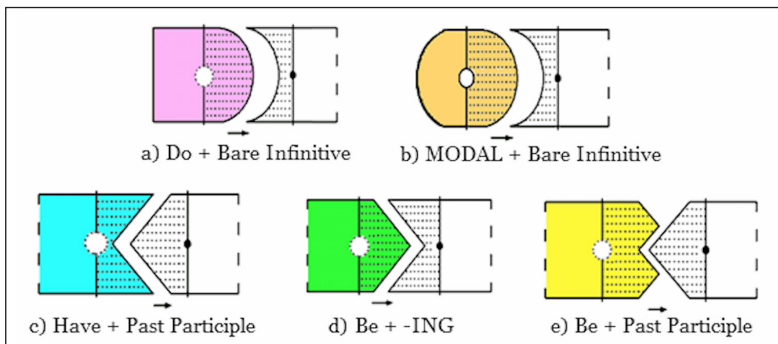 a) Do + Bare Infinitive
b) MODAL + Bare Infinitive
c) Have + Past Participle
d) Be + -ING
e) Be + Past Participle